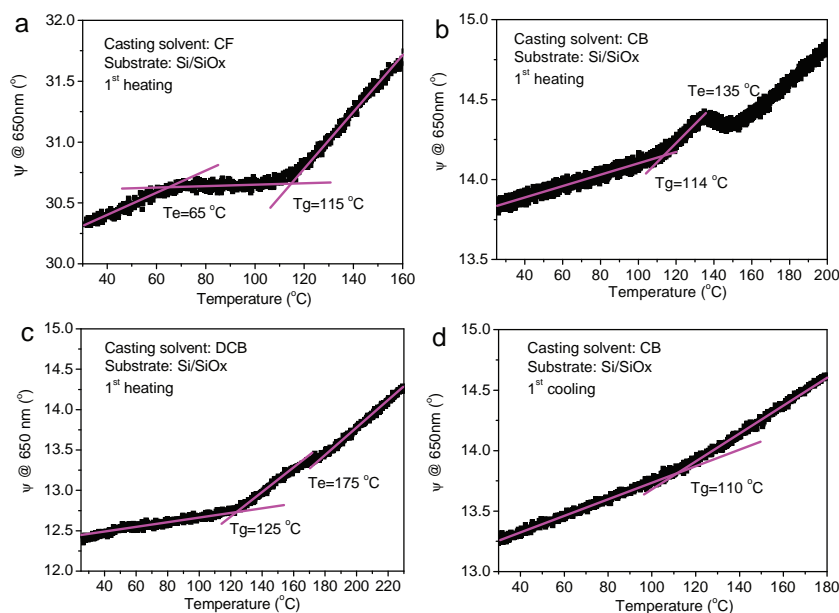 a
Casting solvent: CF
Substrate: Si/SiOx
1st heating
Te=65 °C
Tg=115 °C
ψ @ 650nm (°)
32.0
31.5
31.0
30.5
30.0
40 60 80 100 120 140 160
Temperature (°C)
b
Casting solvent: CB
Substrate: Si/SiOx
1st heating
Te=135 °C
Tg=114 °C
ψ @ 650nm (°)
15.0
14.5
14.0
13.5
40 60 80 100 120 140 160 180 200
Temperature (°C)
c
Casting solvent: DCB
Substrate: Si/SiOx
1st heating
Te=175 °C
Tg=125 °C
ψ @ 650 nm (°)
15.0
14.5
14.0
13.5
13.0
12.5
12.0
40 60 80 100 120 140 160 180 200 220
Temperature (°C)
d
Casting solvent: CB
Substrate: Si/SiOx
1st cooling
Tg=110 °C
ψ @ 650nm (°)
15.0
14.5
14.0
13.5
13.0
40 60 80 100 120 140 160 180
Temperature (°C)